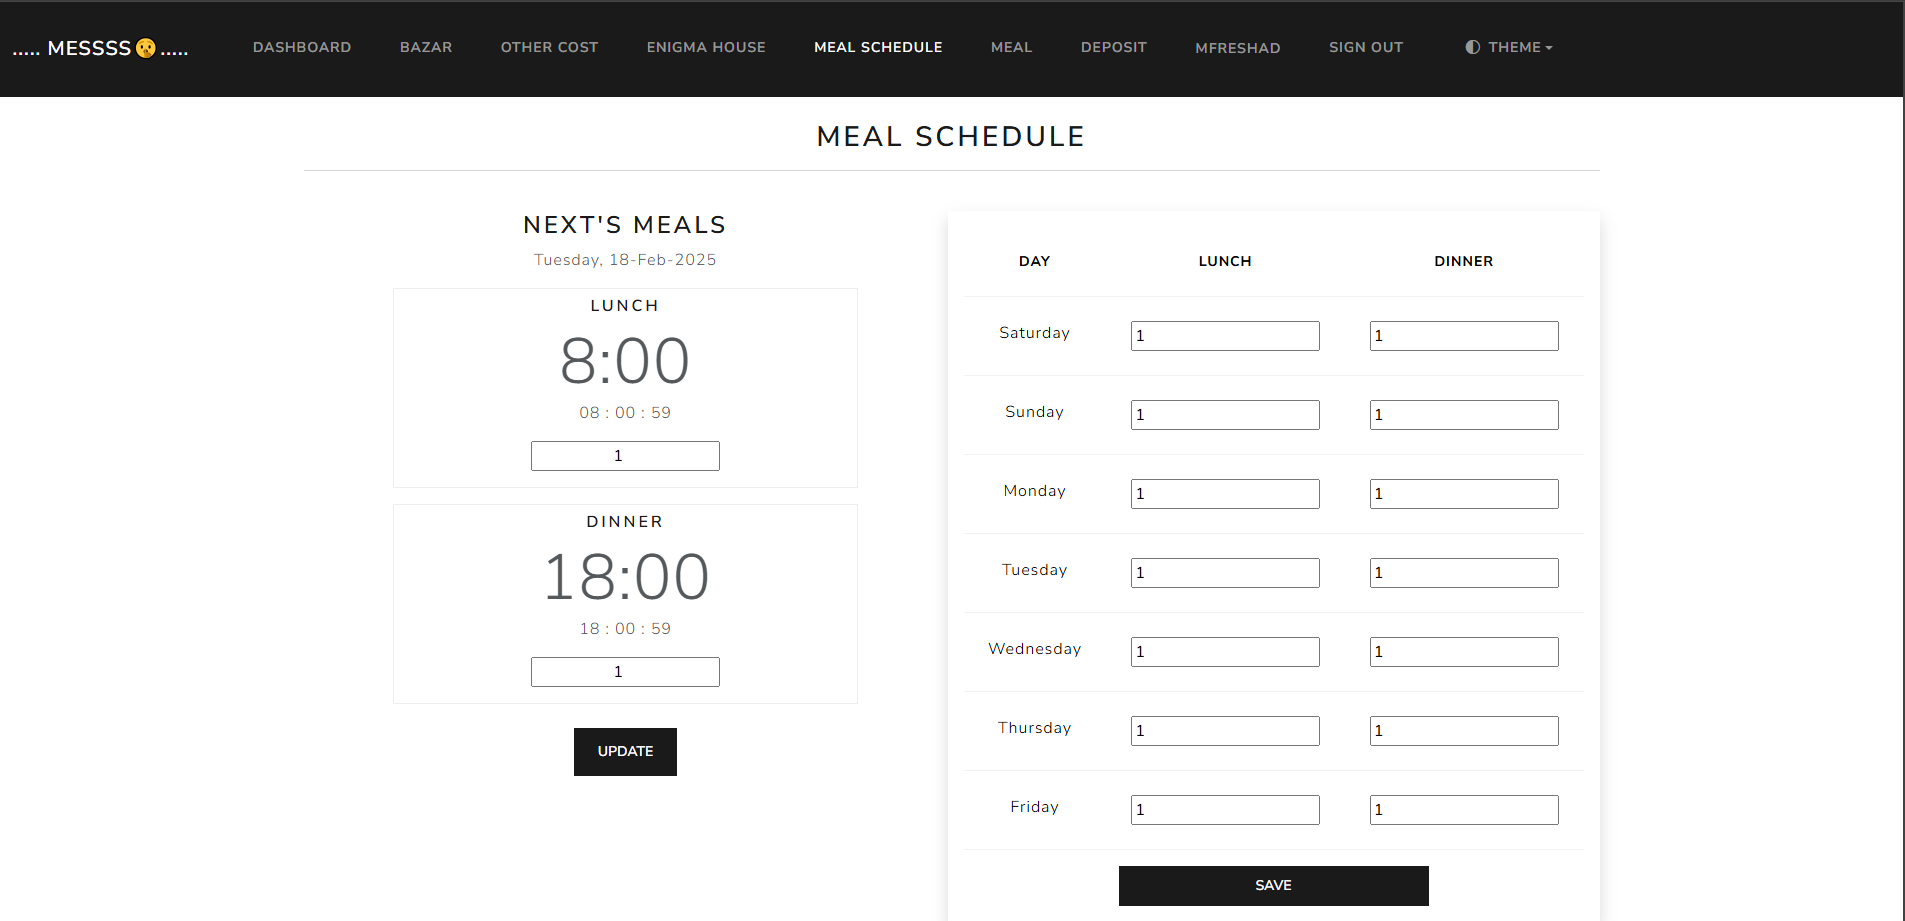 ..... MESSSS🤫..... DASHBOARD BAZAR OTHER COST ENIGMA HOUSE MEAL SCHEDULE MEAL DEPOSIT MFRESHAD SIGN OUT THEME
MEAL SCHEDULE
NEXT'S MEALS
Tuesday, 18-Feb-2025
LUNCH
8:00
08 : 00 : 59
1
DINNER
18:00
18 : 00 : 59
1
UPDATE
DAY LUNCH DINNER
Saturday 1 1
Sunday 1 1
Monday 1 1
Tuesday 1 1
Wednesday 1 1
Thursday 1 1
Friday 1 1
SAVE